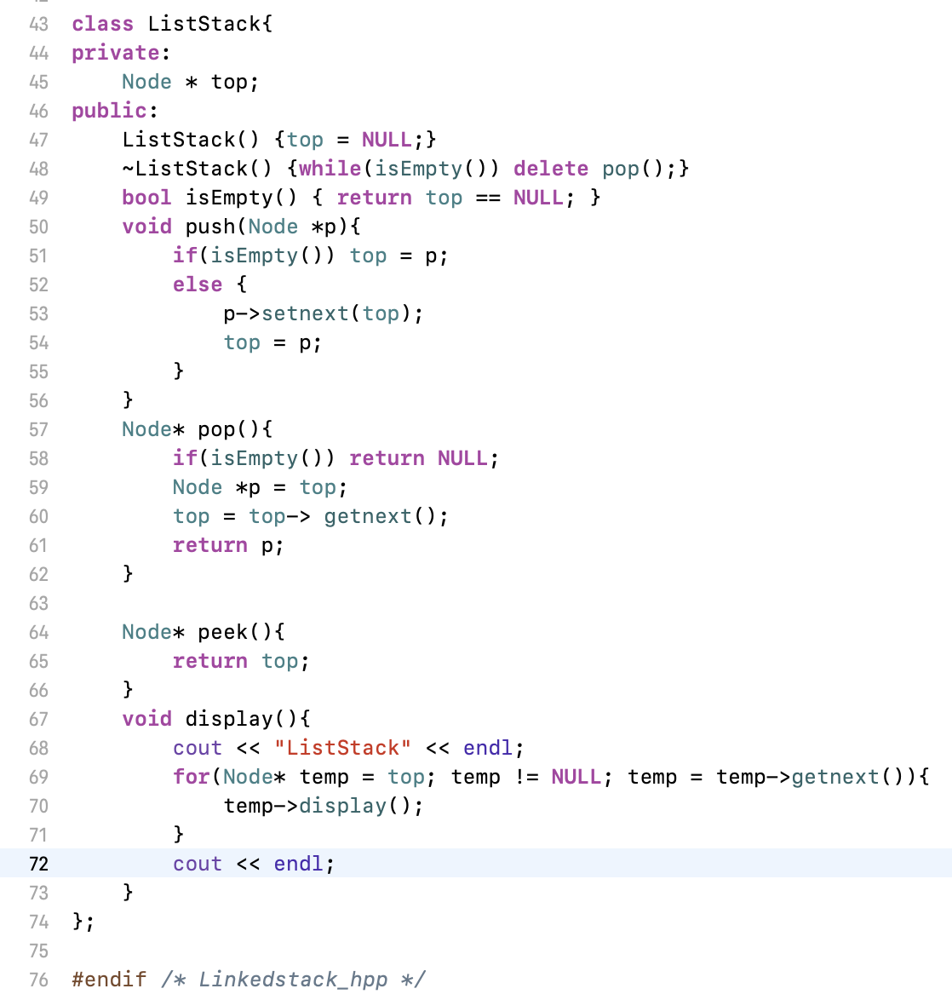 43 class ListStack{
44 private:
45     Node * top;
46 public:
47     ListStack() {top = NULL;}
48     ~ListStack() {while(isEmpty()) delete pop();}
49     bool isEmpty() { return top == NULL; }
50     void push(Node *p){
51         if(isEmpty()) top = p;
52         else {
53             p->setnext(top);
54             top = p;
55         }
56     }
57     Node* pop(){
58         if(isEmpty()) return NULL;
59         Node *p = top;
60         top = top-> getnext();
61         return p;
62     }
63
64     Node* peek(){
65         return top;
66     }
67     void display(){
68         cout << "ListStack" << endl;
69         for(Node* temp = top; temp != NULL; temp = temp->getnext()){
70             temp->display();
71         }
72         cout << endl;
73     }
74 };
75
76 #endif /* Linkedstack_hpp */